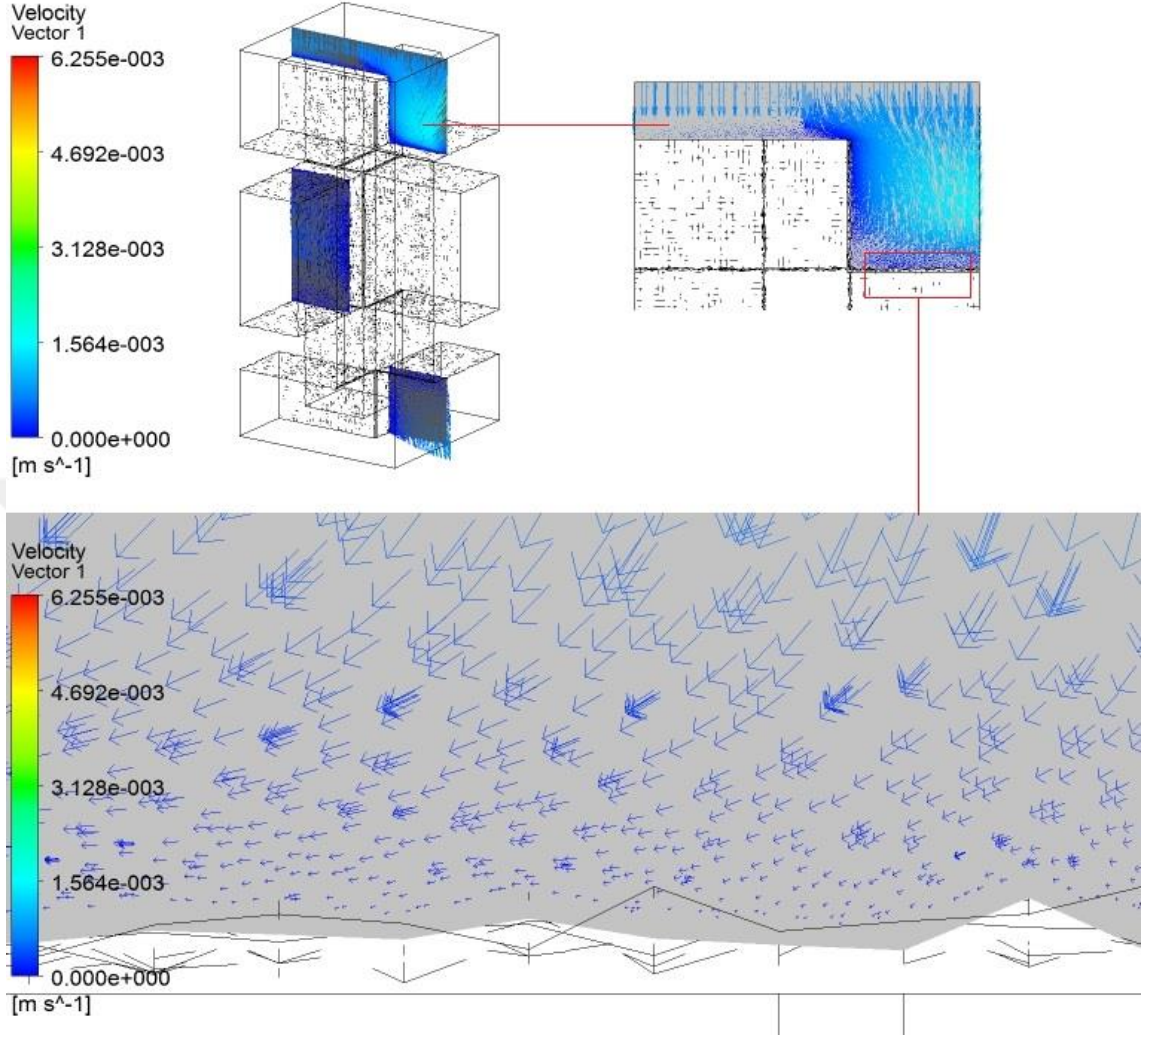 Velocity
Vector 1
6.255e-003
4.692e-003
3.128e-003
1.564e-003
0.000e+000
[m s^-1]
Velocity
Vector 1
6.255e-003
4.692e-003
3.128e-003
1.564e-003
0.000e+000
[m s^-1]